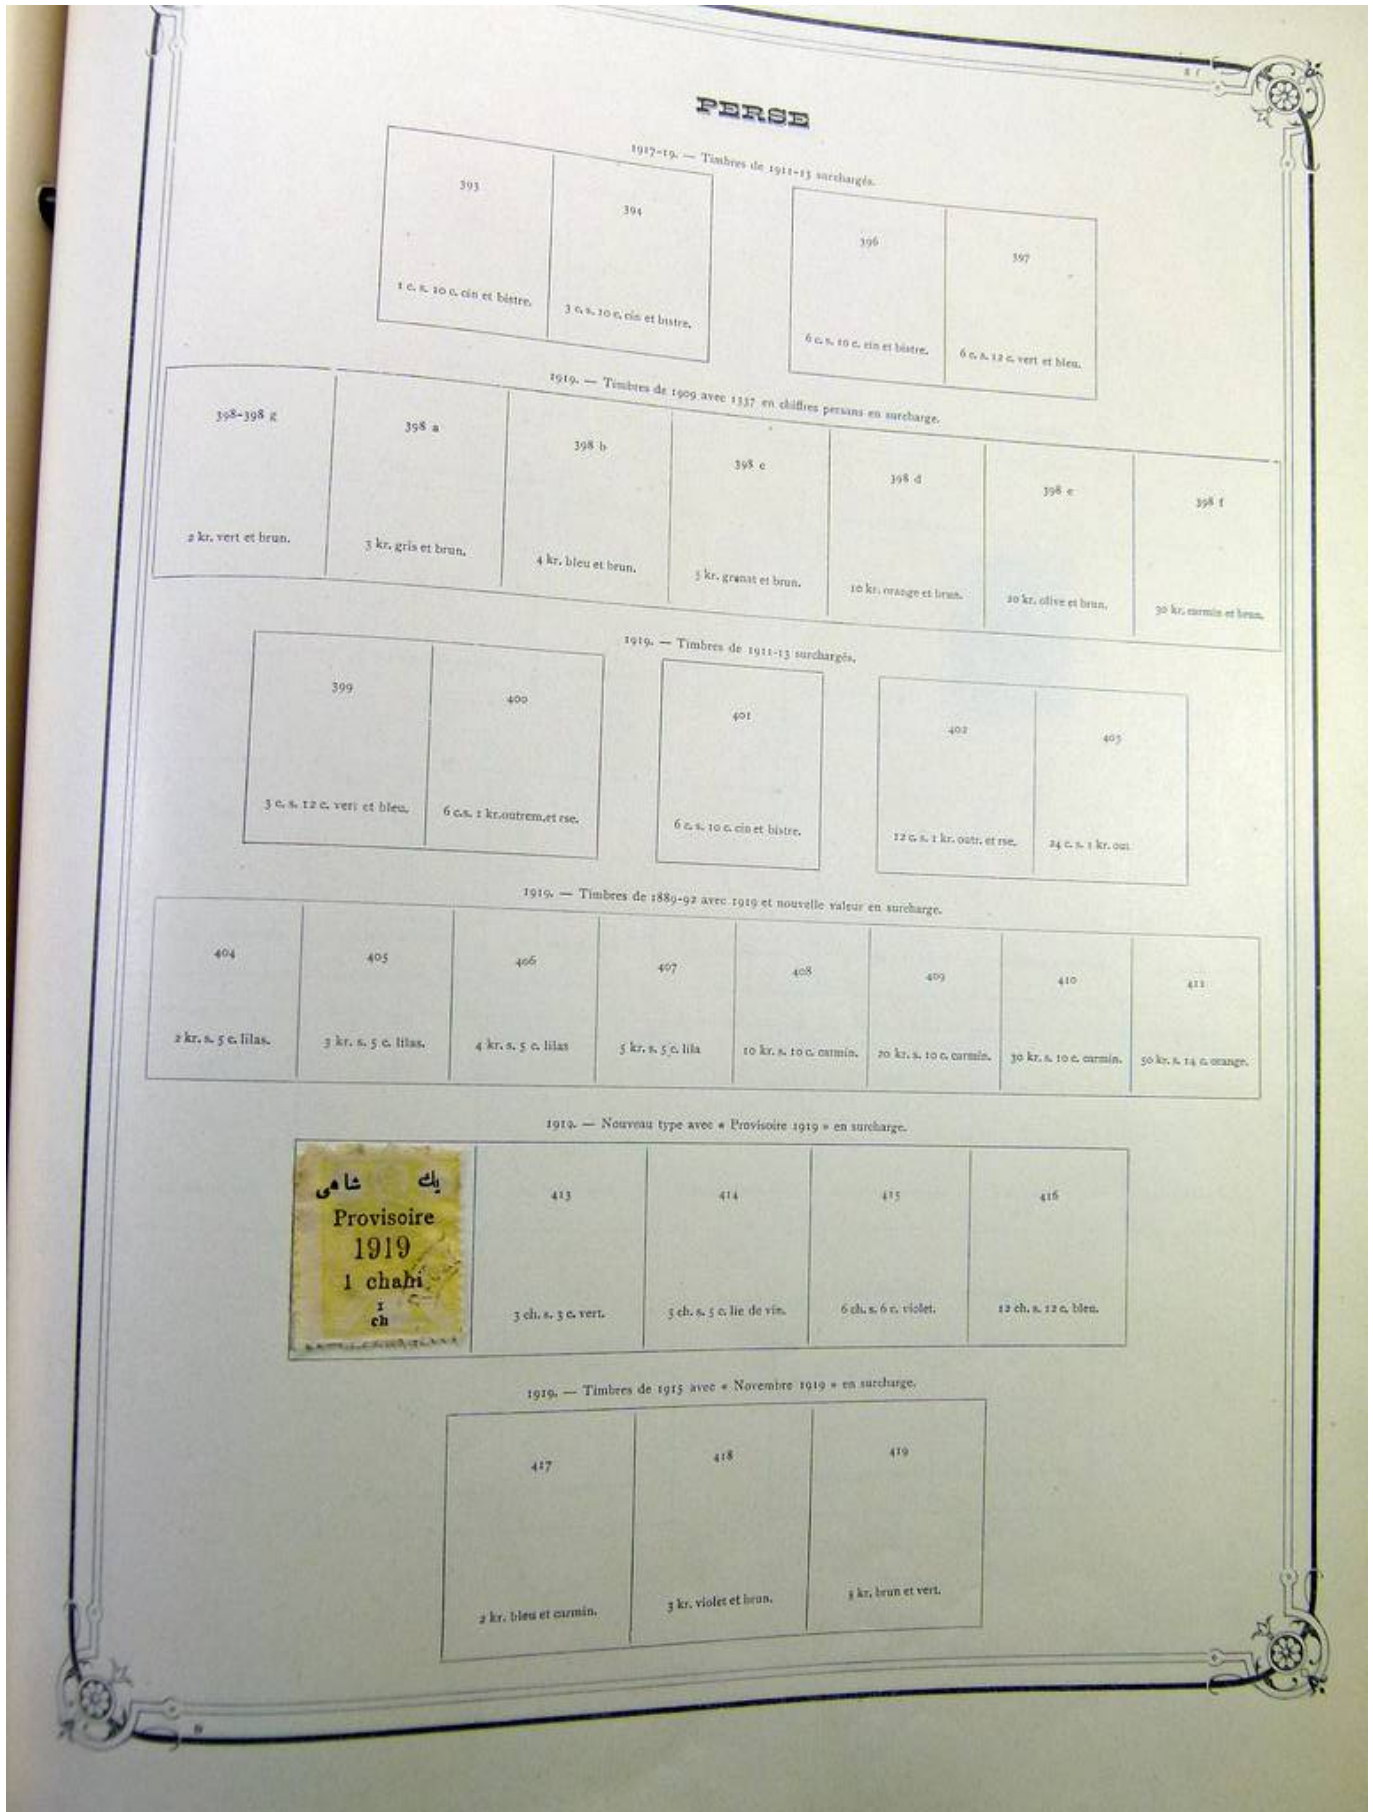 PERSE
1917-19. — Timbres de 1911-13 surchargés.
393
394
396
397
1 c. s. 10 c. cin et bistre.
3 c. s. 10 c. cin et bistre.
6 c. s. 10 c. cin et bistre.
6 c. s. 12 c. vert et bleu.
1919. — Timbres de 1909 avec 1337 en chiffres persans en surcharge.
398-398 g
398 a
398 b
398 c
398 d
398 e
398 f
2 kr. vert et brun.
3 kr. gris et brun.
4 kr. bleu et brun.
5 kr. grenat et brun.
10 kr. orange et brun.
20 kr. olive et brun.
30 kr. carmin et brun.
1919. — Timbres de 1911-13 surchargés.
399
400
401
402
403
3 c. s. 12 c. vert et bleu.
6 c.s. 1 kr.outrem.et rse.
6 c. s. 10 c. cin et bistre.
12 c. s. 1 kr. outr. et rse.
24 c. s. 1 kr. out
1919. — Timbres de 1889-92 avec 1919 et nouvelle valeur en surcharge.
404
405
406
407
408
409
410
411
2 kr. s. 5 c. lilas.
3 kr. s. 5 c. lilas.
4 kr. s. 5 c. lilas
5 kr. s. 5 c. lila
10 kr. s. 10 c. carmin.
20 kr. s. 10 c. carmin.
30 kr. s. 10 c. carmin.
50 kr. s. 14 c. orange.
1919. — Nouveau type avec « Provisoire 1919 » en surcharge.
یك شاهی
Provisoire
1919
1 chahi
1
ch
413
414
415
416
3 ch. s. 3 c. vert.
5 ch. s. 5 c. lie de vin.
6 ch. s. 6 c. violet.
12 ch. s. 12 c. bleu.
1919. — Timbres de 1915 avec « Novembre 1919 » en surcharge.
417
418
419
2 kr. bleu et carmin.
3 kr. violet et brun.
5 kr. brun et vert.